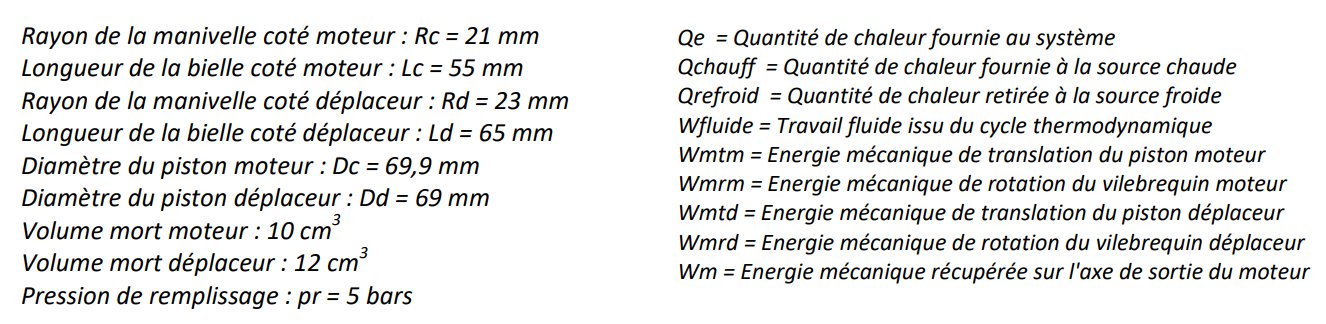 Rayon de la manivelle coté moteur : Rc = 21 mm
Longueur de la bielle coté moteur : Lc = 55 mm
Rayon de la manivelle coté déplaceur : Rd = 23 mm
Longueur de la bielle coté déplaceur : Ld = 65 mm
Diamètre du piston moteur : Dc = 69,9 mm
Diamètre du piston déplaceur : Dd = 69 mm
Volume mort moteur : 10 cm³
Volume mort déplaceur : 12 cm³
Pression de remplissage : pr = 5 bars
Qe = Quantité de chaleur fournie au système
Qchauff = Quantité de chaleur fournie à la source chaude
Qrefroid = Quantité de chaleur retirée à la source froide
Wfluide = Travail fluide issu du cycle thermodynamique
Wmtm = Energie mécanique de translation du piston moteur
Wmrm = Energie mécanique de rotation du vilebrequin moteur
Wmtd = Energie mécanique de translation du piston déplaceur
Wmrd = Energie mécanique de rotation du vilebrequin déplaceur
Wm = Energie mécanique récupérée sur l'axe de sortie du moteur